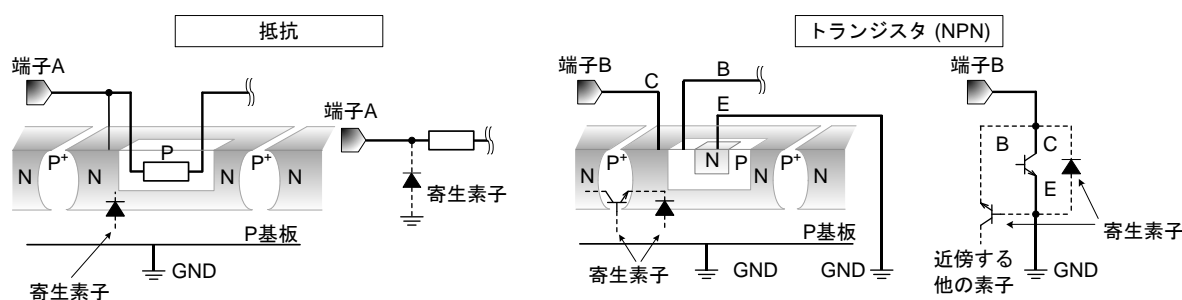 抵抗
端子A
P
N
P+
N
N
P+
N
P基板
GND
寄生素子
端子A
寄生素子
トランジスタ (NPN)
端子B
C
B
E
N
P+
N
N
P
N
P+
N
P基板
寄生素子
GND
GND
端子B
B
C
E
寄生素子
近傍する
他の素子
GND